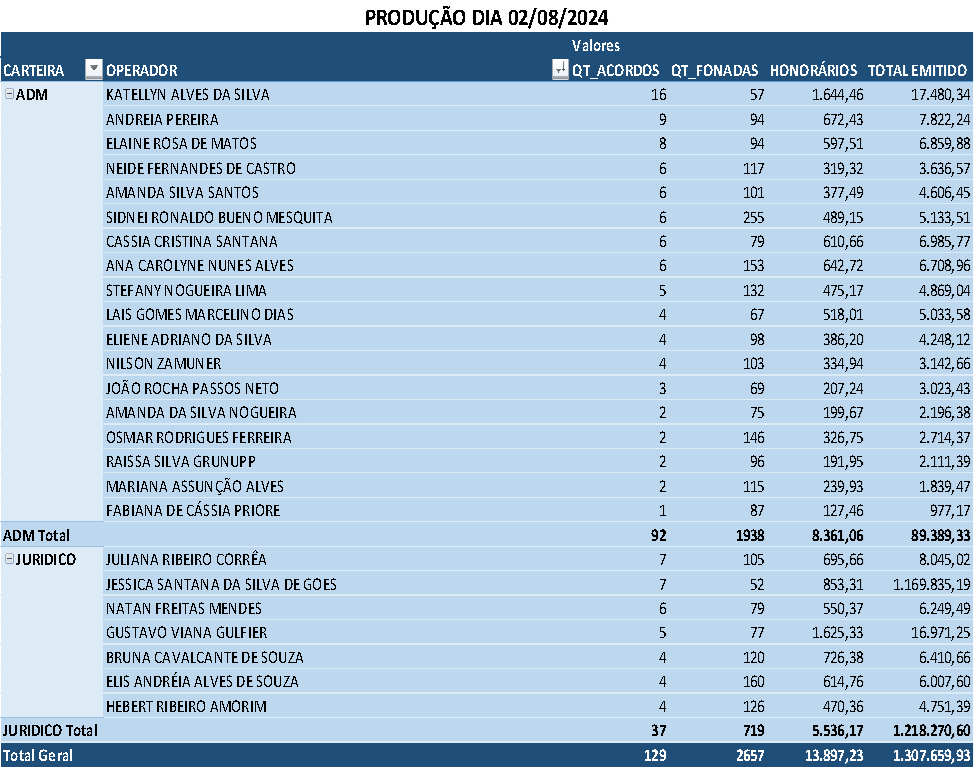 PRODUÇÃO DIA 02/08/2024
Valores
CARTEIRA OPERADOR QT_ACORDOS QT_FONADAS HONORÁRIOS TOTAL EMITIDO
ADM KATELLYN ALVES DA SILVA 16 57 1.644,46 17.480,34
ANDREIA PEREIRA 9 94 672,43 7.822,24
ELAINE ROSA DE MATOS 8 94 597,51 6.859,88
NEIDE FERNANDES DE CASTRO 6 117 319,32 3.636,57
AMANDA SILVA SANTOS 6 101 377,49 4.606,45
SIDNEI RONALDO BUENO MESQUITA 6 255 489,15 5.133,51
CASSIA CRISTINA SANTANA 6 79 610,66 6.985,77
ANA CAROLYNE NUNES ALVES 6 153 642,72 6.708,96
STEFANY NOGUEIRA LIMA 5 132 475,17 4.869,04
LAIS GOMES MARCELINO DIAS 4 67 518,01 5.033,58
ELIENE ADRIANO DA SILVA 4 98 386,20 4.248,12
NILSON ZAMUNER 4 103 334,94 3.142,66
JOÃO ROCHA PASSOS NETO 3 69 207,24 3.023,43
AMANDA DA SILVA NOGUEIRA 2 75 199,67 2.196,38
OSMAR RODRIGUES FERREIRA 2 146 326,75 2.714,37
RAISSA SILVA GRUNUPP 2 96 191,95 2.111,39
MARIANA ASSUNÇÃO ALVES 2 115 239,93 1.839,47
FABIANA DE CÁSSIA PRIORE 1 87 127,46 977,17
ADM Total 92 1938 8.361,06 89.389,33
JURIDICO JULIANA RIBEIRO CORRÊA 7 105 695,66 8.045,02
JESSICA SANTANA DA SILVA DE GOES 7 52 853,31 1.169.835,19
NATAN FREITAS MENDES 6 79 550,37 6.249,49
GUSTAVO VIANA GULFIER 5 77 1.625,33 16.971,25
BRUNA CAVALCANTE DE SOUZA 4 120 726,38 6.410,66
ELIS ANDRÉIA ALVES DE SOUZA 4 160 614,76 6.007,60
HEBERT RIBEIRO AMORIM 4 126 470,36 4.751,39
JURIDICO Total 37 719 5.536,17 1.218.270,60
Total Geral 129 2657 13.897,23 1.307.659,93